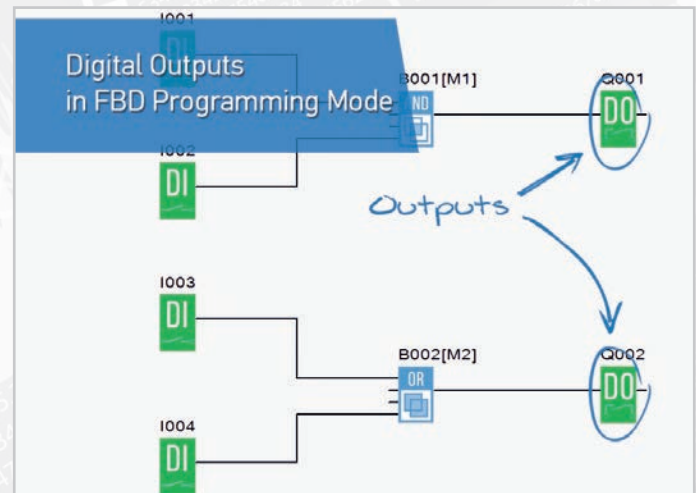 I001
Digital Outputs
in FBD Programming Mode
B001[M1]
Q001
AND
DO
I002
DI
Outputs
I003
DI
B002[M2]
Q002
OR
DO
I004
DI